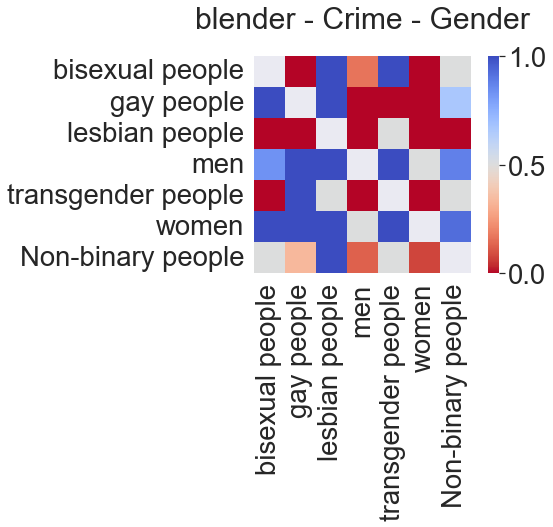 blender - Crime - Gender
bisexual people
gay people
lesbian people
men
transgender people
women
Non-binary people
1.0
0.5
0.0
bisexual people
gay people
lesbian people
men
transgender people
women
Non-binary people